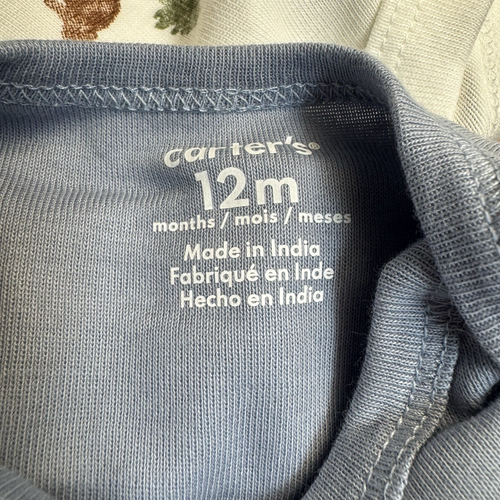 carter's®
12m
months / mois / meses
Made in India
Fabriqué en Inde
Hecho en India